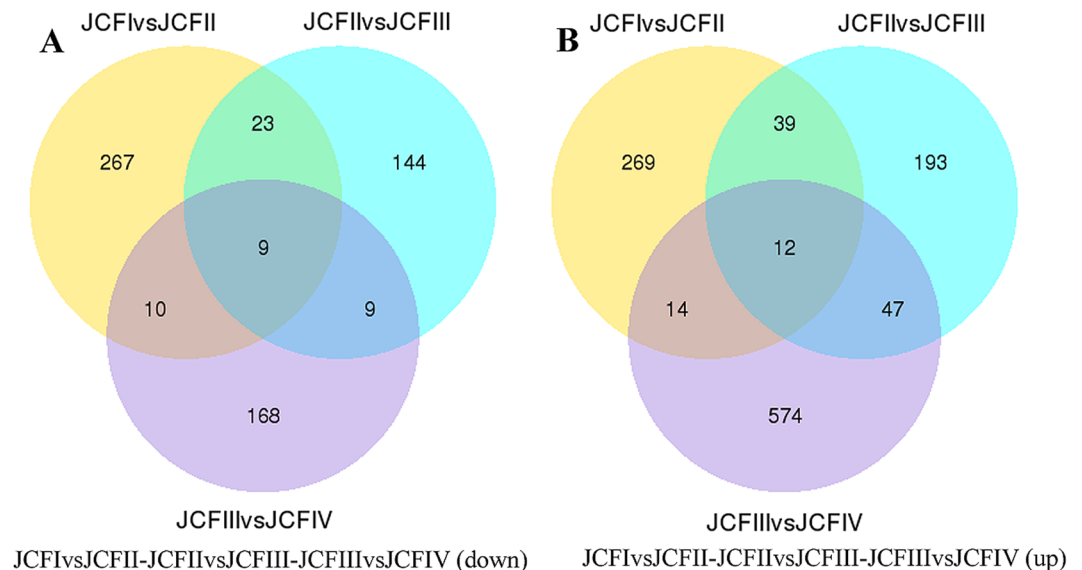 A
JCFIvsJCFII
JCFIIvsJCFIII
23
267
144
9
10
9
168
JCFIIIvsJCFIV
JCFIvsJCFII-JCFIIvsJCFIII-JCFIIIvsJCFIV (down)
B
JCFIvsJCFII
JCFIIvsJCFIII
39
269
193
12
14
47
574
JCFIIIvsJCFIV
JCFIvsJCFII-JCFIIvsJCFIII-JCFIIIvsJCFIV (up)